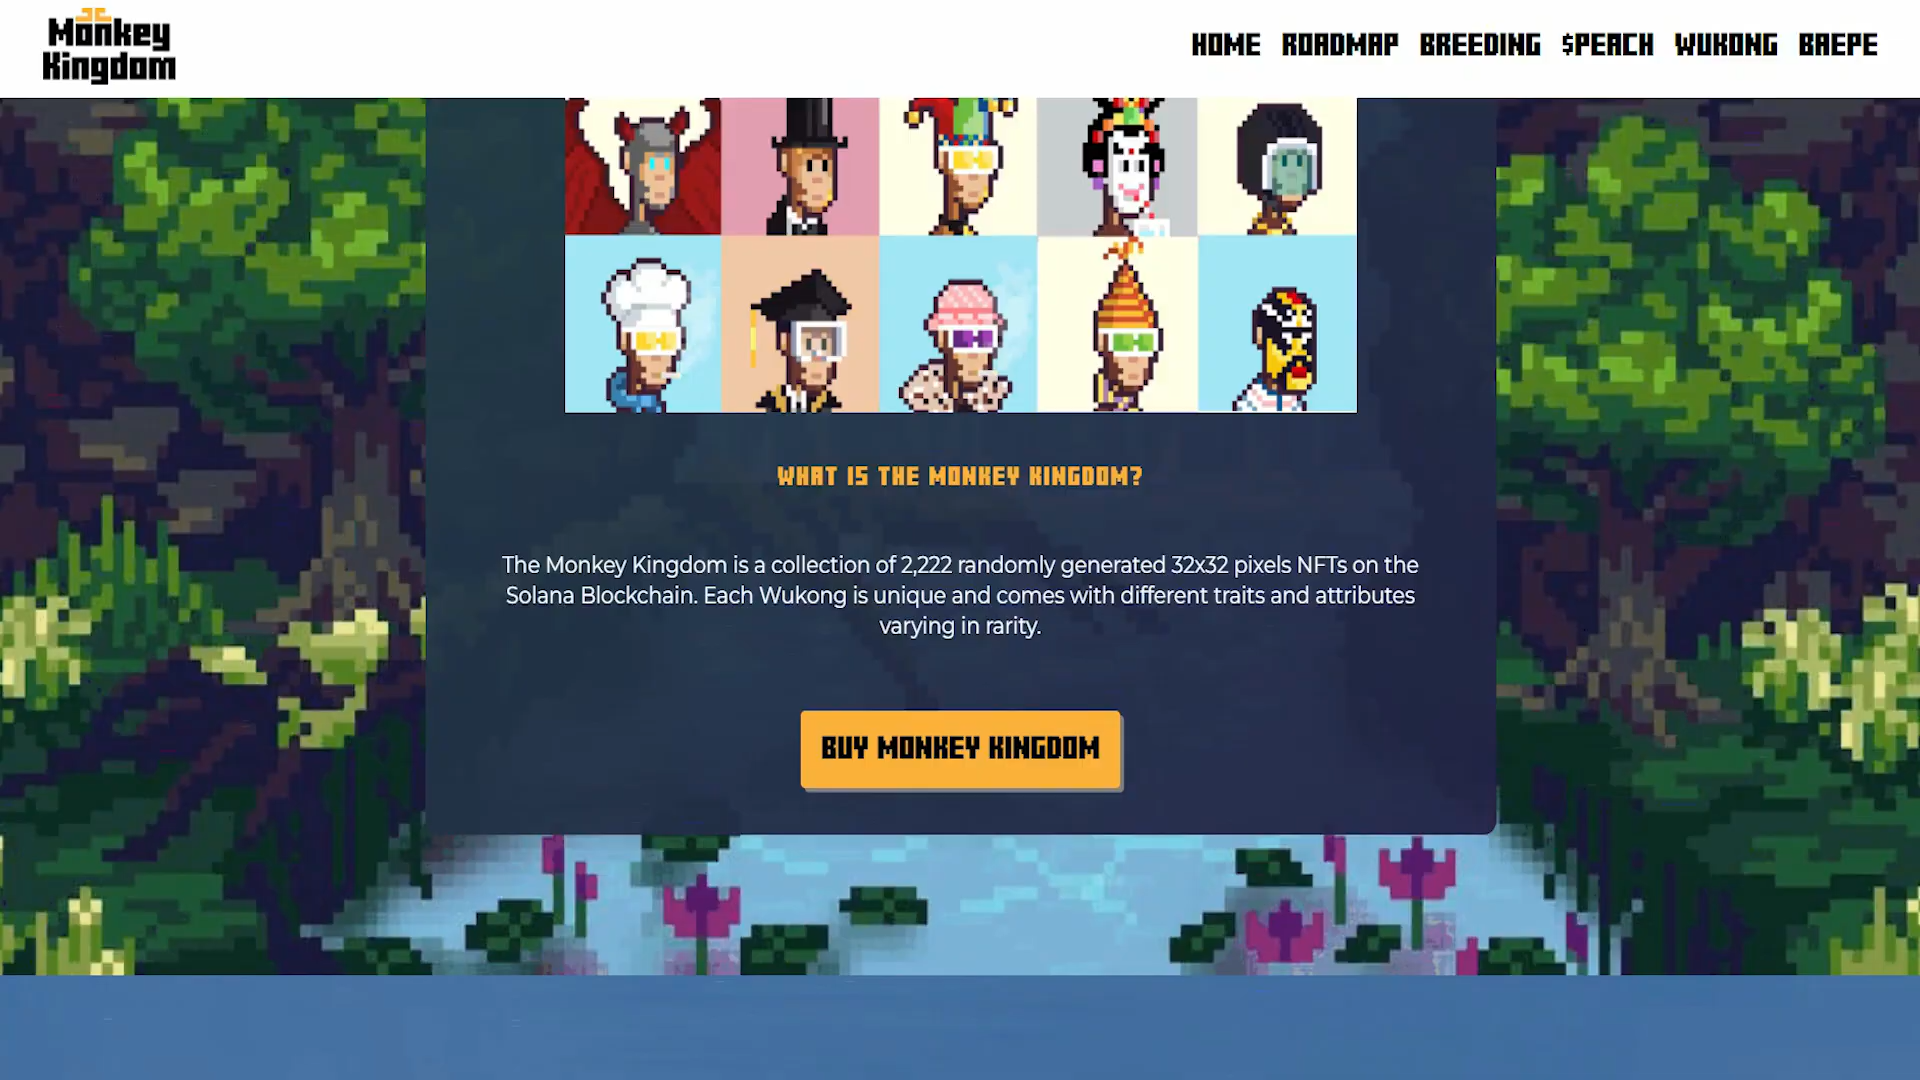 Monkey
Kingdom
HOME ROADMAP BREEDING $PEACH WUKONG BAEPE
WHAT IS THE MONKEY KINGDOM?
The Monkey Kingdom is a collection of 2,222 randomly generated 32x32 pixels NFTs on the
Solana Blockchain. Each Wukong is unique and comes with different traits and attributes
varying in rarity.
BUY MONKEY KINGDOM